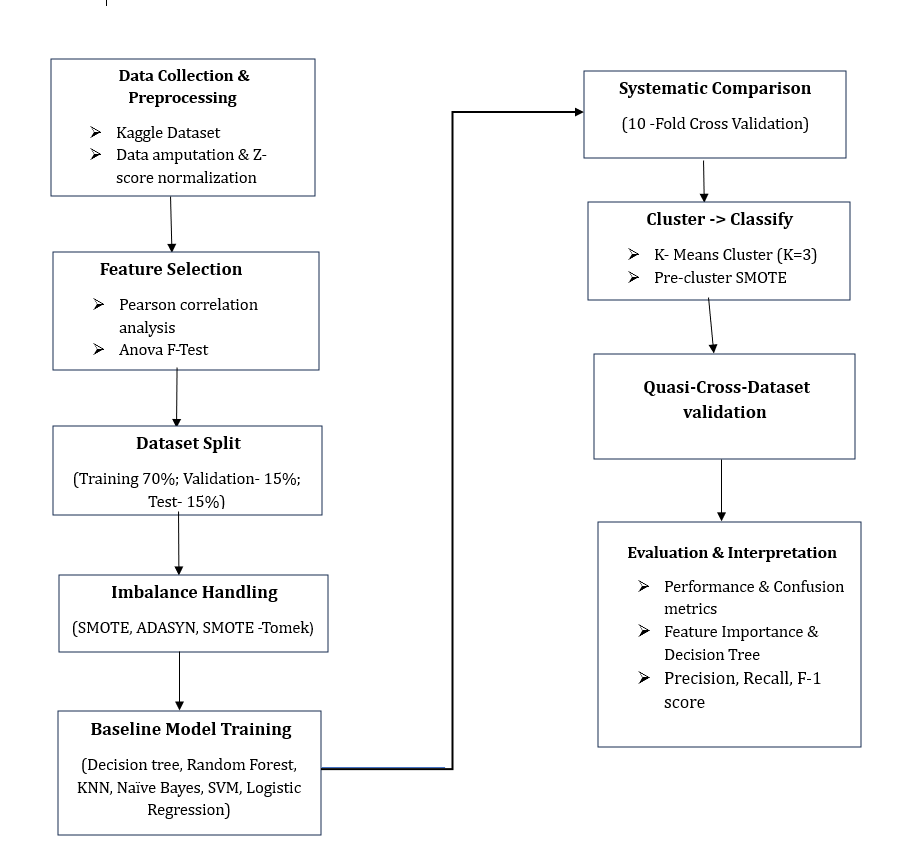 Data Collection &
Preprocessing
Kaggle Dataset
Data amputation & Z-
score normalization
Feature Selection
Pearson correlation
analysis
Anova F-Test
Dataset Split
(Training 70%; Validation- 15%;
Test- 15%)
Imbalance Handling
(SMOTE, ADASYN, SMOTE -Tomek)
Baseline Model Training
(Decision tree, Random Forest,
KNN, Naïve Bayes, SVM, Logistic
Regression)
Systematic Comparison
(10 -Fold Cross Validation)
Cluster -> Classify
K- Means Cluster (K=3)
Pre-cluster SMOTE
Quasi-Cross-Dataset
validation
Evaluation & Interpretation
Performance & Confusion
metrics
Feature Importance &
Decision Tree
Precision, Recall, F-1
score